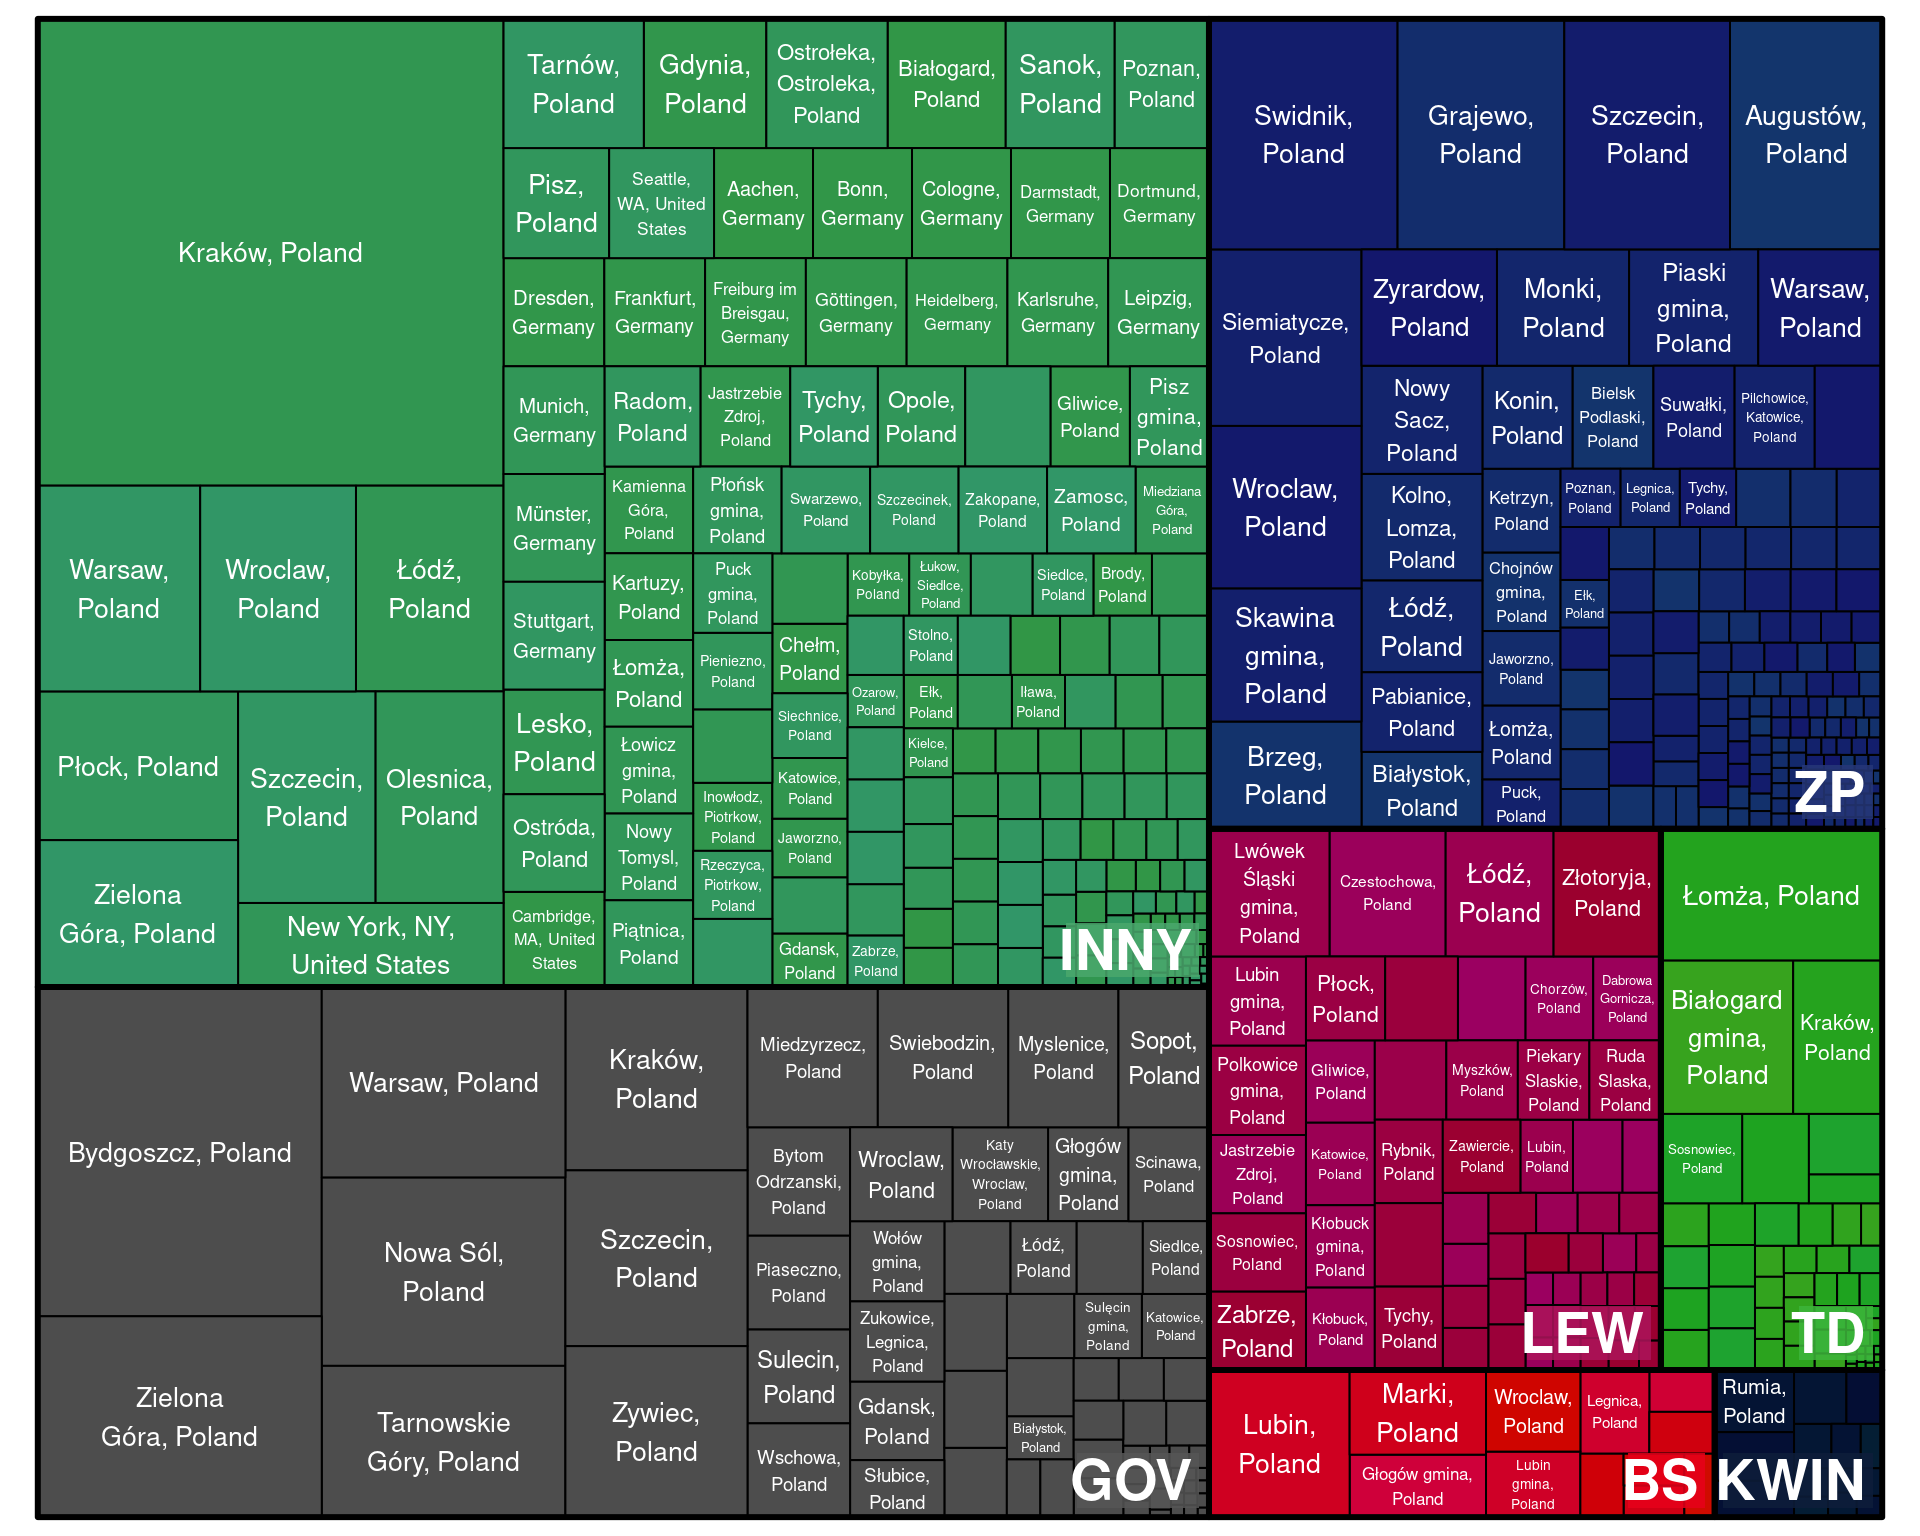 Kraków, Poland
Tarnów,
Poland
Gdynia,
Poland
Ostrołeka,
Ostroleka,
Poland
Białogard,
Poland
Sanok,
Poland
Poznan,
Poland
Pisz,
Poland
Seattle,
WA, United
States
Aachen,
Germany
Bonn,
Germany
Cologne,
Germany
Darmstadt,
Germany
Dortmund,
Germany
Dresden,
Germany
Frankfurt,
Germany
Freiburg im
Breisgau,
Germany
Göttingen,
Germany
Heidelberg,
Germany
Karlsruhe,
Germany
Leipzig,
Germany
Munich,
Germany
Radom,
Poland
Jastrzebie
Zdroj,
Poland
Tychy,
Poland
Opole,
Poland
Gliwice,
Poland
Pisz
gmina,
Poland
Münster,
Germany
Kamienna
Góra,
Poland
Płońsk
gmina,
Poland
Swarzewo,
Poland
Szczecinek,
Poland
Zakopane,
Poland
Zamosc,
Poland
Miedziana
Góra,
Poland
Warsaw,
Poland
Wroclaw,
Poland
Łódź,
Poland
Stuttgart,
Germany
Kartuzy,
Poland
Puck
gmina,
Poland
Kobyłka,
Poland
Łukow,
Siedlce,
Poland
Siedlce,
Poland
Brody,
Poland
Łomża,
Poland
Pieniezno,
Poland
Chełm,
Poland
Stolno,
Poland
Ozarow,
Poland
Ełk,
Poland
Iława,
Poland
Płock, Poland
Szczecin,
Poland
Olesnica,
Poland
Lesko,
Poland
Łowicz
gmina,
Poland
Siechnice,
Poland
Kielce,
Poland
Ostróda,
Poland
Nowy
Tomysl,
Poland
Inowłodz,
Piotrkow,
Poland
Katowice,
Poland
Jaworzno,
Poland
Rzeczyca,
Piotrkow,
Poland
Zielona
Góra, Poland
New York, NY,
United States
Cambridge,
MA, United
States
Piątnica,
Poland
Gdansk,
Poland
Zabrze,
Poland
INNY
Swidnik,
Poland
Grajewo,
Poland
Szczecin,
Poland
Augustów,
Poland
Siemiatycze,
Poland
Zyrardow,
Poland
Monki,
Poland
Piaski
gmina,
Poland
Warsaw,
Poland
Nowy
Sacz,
Poland
Konin,
Poland
Bielsk
Podlaski,
Poland
Suwałki,
Poland
Pilchowice,
Katowice,
Poland
Wroclaw,
Poland
Kolno,
Lomza,
Poland
Ketrzyn,
Poland
Poznan,
Poland
Legnica,
Poland
Tychy,
Poland
Chojnów
gmina,
Poland
Ełk,
Poland
Skawina
gmina,
Poland
Łódź,
Poland
Jaworzno,
Poland
Pabianice,
Poland
Łomża,
Poland
Brzeg,
Poland
Białystok,
Poland
Puck,
Poland
ZP
Bydgoszcz, Poland
Warsaw, Poland
Kraków,
Poland
Miedzyrzecz,
Poland
Swiebodzin,
Poland
Myslenice,
Poland
Sopot,
Poland
Bytom
Odrzanski,
Poland
Wroclaw,
Poland
Katy
Wrocławskie,
Wroclaw,
Poland
Głogów
gmina,
Poland
Scinawa,
Poland
Nowa Sól,
Poland
Szczecin,
Poland
Piaseczno,
Poland
Wołów
gmina,
Poland
Łódź,
Poland
Siedlce,
Poland
Zukowice,
Legnica,
Poland
Sulęcin
gmina,
Poland
Katowice,
Poland
Zielona
Góra, Poland
Tarnowskie
Góry, Poland
Zywiec,
Poland
Sulecin,
Poland
Gdansk,
Poland
Białystok,
Poland
Wschowa,
Poland
Słubice,
Poland
GOV
Lwówek
Śląski
gmina,
Poland
Czestochowa,
Poland
Łódź,
Poland
Złotoryja,
Poland
Lubin
gmina,
Poland
Płock,
Poland
Chorzów,
Poland
Dabrowa
Gornicza,
Poland
Polkowice
gmina,
Poland
Gliwice,
Poland
Myszków,
Poland
Piekary
Slaskie,
Poland
Ruda
Slaska,
Poland
Jastrzebie
Zdroj,
Poland
Katowice,
Poland
Rybnik,
Poland
Zawiercie,
Poland
Lubin,
Poland
Sosnowiec,
Poland
Kłobuck
gmina,
Poland
Zabrze,
Poland
Kłobuck,
Poland
Tychy,
Poland
LEW
Łomża, Poland
Białogard
gmina,
Poland
Kraków,
Poland
Sosnowiec,
Poland
TD
Lubin,
Poland
Marki,
Poland
Wroclaw,
Poland
Legnica,
Poland
Głogów gmina,
Poland
Lubin
gmina,
Poland
BS
Rumia,
Poland
KWIN